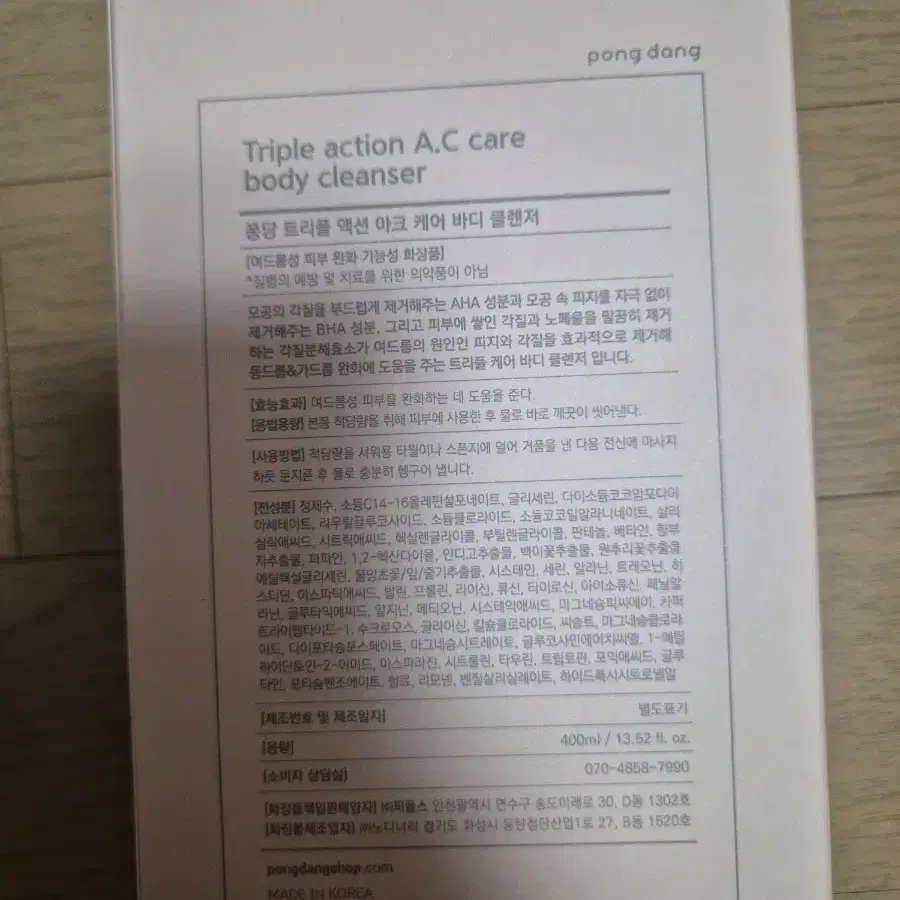 pong dang
Triple action A.C care
body cleanser
퐁당 트리플 액션 아크 케어 바디 클렌저
[여드름성 피부 완화 기능성 화장품]
*질병의 예방 및 치료를 위한 의약품이 아님
모공의 각질을 부드럽게 제거해주는 AHA 성분과 모공 속 피지를 자극 없이
제거해주는 BHA 성분, 그리고 피부에 쌓인 각질과 노폐물을 말끔히 제거
하는 각질분해효소가 여드름의 원인인 피지와 각질을 효과적으로 제거해
등드름&가드름 완화에 도움을 주는 트리플 케어 바디 클렌저 입니다.
[효능효과] 여드름성 피부를 완화하는 데 도움을 준다.
[용법용량] 본품 적당량을 취해 피부에 사용한 후 물로 바로 깨끗이 씻어낸다.
[사용방법] 적당량을 샤워용 타월이나 스폰지에 덜어 거품을 낸 다음 전신에 마사지
하듯 문지른 후 물로 충분히 헹구어 냅니다.
[전성분] 정제수, 소듐C14-16올레핀설포네이트, 글리세린, 다이소듐코코암포다이
아세테이트, 라우릴글루코사이드, 소듐클로라이드, 소듐코코일알라니네이트, 살리
실릭애씨드, 시트릭애씨드, 헥실렌글라이콜, 부틸렌글라이콜, 판테놀, 베타인, 향부
자추출물, 파파인, 1,2-헥산다이올, 인디고추출물, 백미꽃추출물, 원추리꽃추출물,
에틸헥실글리세린, 물망초꽃/잎/줄기추출물, 시스테인, 세린, 알라닌, 트레오닌, 히
스티딘, 아스파틱애씨드, 발린, 프롤린, 라이신, 류신, 타이로신, 아이소류신, 페닐알
라닌, 글루타믹애씨드, 알지닌, 메티오닌, 시스테익애씨드, 마그네슘피씨에이, 카퍼
트라이펩타이드-1, 수크로오스, 글라이신, 칼슘클로라이드, 씨솔트, 마그네슘클로라
이드, 다이포타슘포스페이트, 마그네슘시트레이트, 글루코사민에이치씨엘, 1-메틸
하이단토인-2-이미드, 아스파라진, 시트룰린, 타우린, 트립토판, 포믹애씨드, 글루
타민, 포타슘벤조에이트, 향료, 리모넨, 벤질살리실레이트, 하이드록시시트로넬알
[제조번호 및 제조일자] 별도표기
[용량] 400ml / 13.52 fl. oz.
[소비자 상담실] 070-4858-7990
[화장품책임판매업자] ㈜피올스 인천광역시 연수구 송도미래로 30, D동 1302호
[화장품제조업자] ㈜노디너리 경기도 화성시 동탄첨단산업1로 27, B동 1520호
pongdangshop.com
MADE IN KOREA